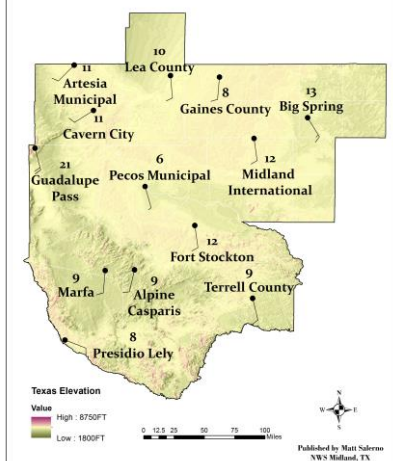 10
Lea County
11
Artesia
Municipal
8
Gaines County
13
Big Spring
11
Cavern City
21
Guadalupe
Pass
6
Pecos Municipal
12
Midland
International
12
Fort Stockton
9
Marfa
9
Alpine
Casparis
9
Terrell County
8
Presidio Lely
Texas Elevation
Value
High : 8750FT
Low : 1800FT
0 12.5 25 50 75 100
Miles
N
W E
S
Published by Matt Salerno
NWS Midland, TX